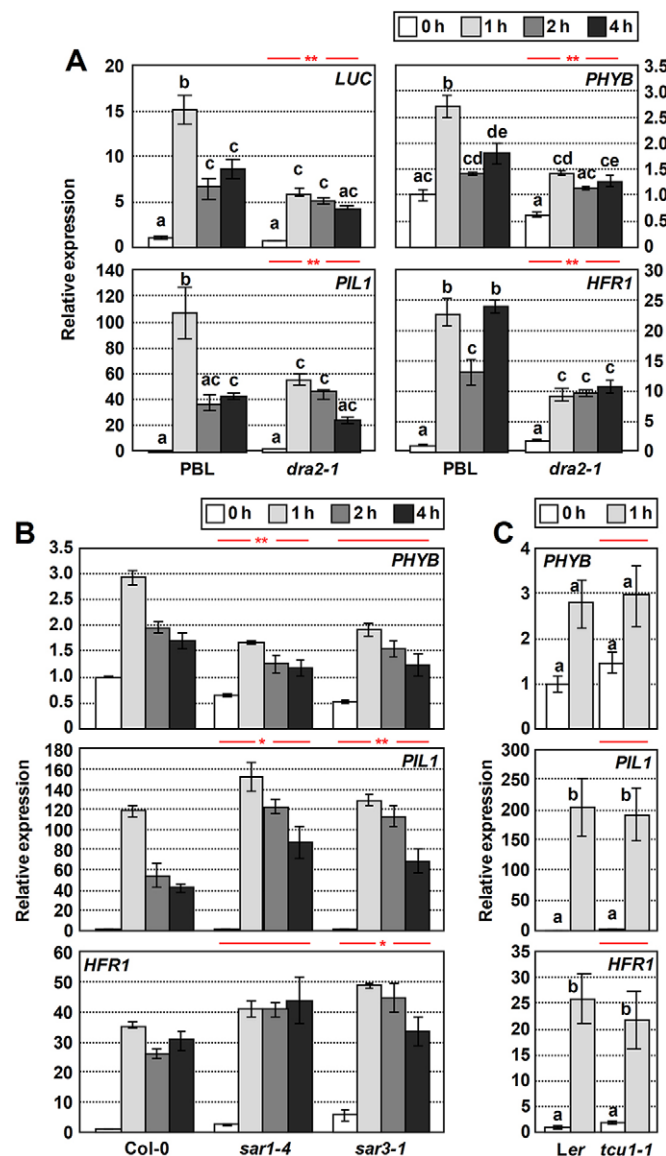 0 h 1 h 2 h 4 h
A
**
**
LUC
PHYB
20
15
10
5
0
3.5
3.0
2.5
2.0
1.5
1.0
0.5
0.0
a b c c a c c ac
ac b cd de a cd ac ce
Relative expression
**
**
PIL1
HFR1
140
120
100
80
60
40
20
0
30
25
20
15
10
5
0
a b ac c a c c ac
a b c b a c c c
PBL dra2-1 PBL dra2-1
B
0 h 1 h 2 h 4 h
C
0 h 1 h
**
PHYB
PHYB
3.5
3.0
2.5
2.0
1.5
1.0
0.5
0.0
4
3
2
1
0
a a a a
* **
PIL1
PIL1
180
160
140
120
100
80
60
40
20
0
300
250
200
150
100
50
0
a b a b
Relative expression
Relative expression
*
HFR1
HFR1
60
50
40
30
20
10
0
35
30
25
20
15
10
5
0
a b a b
Col-0 sar1-4 sar3-1
Ler tcu1-1